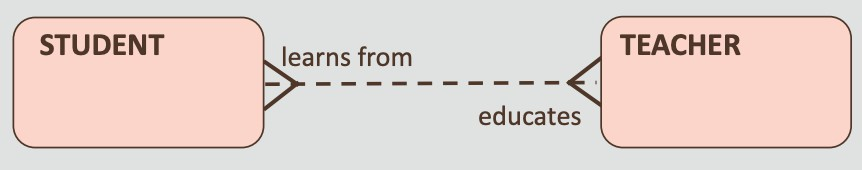 STUDENT
learns from
TEACHER
educates